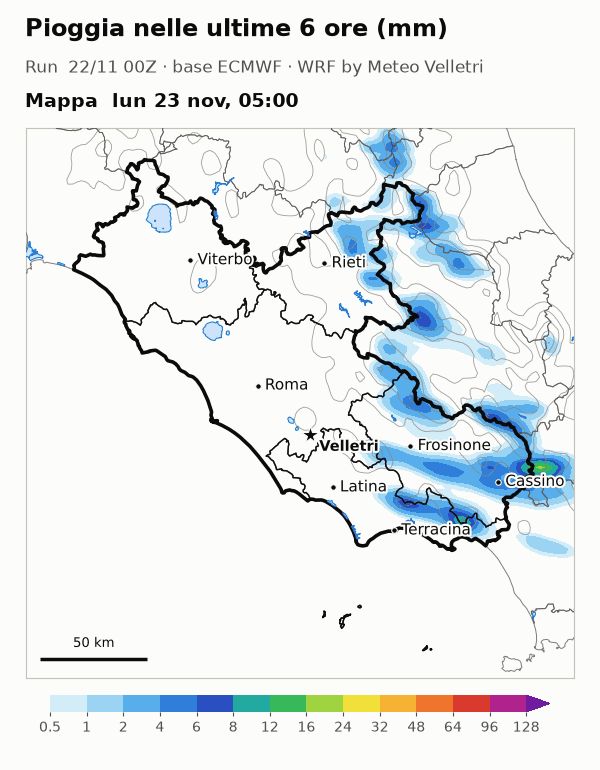 Pioggia nelle ultime 6 ore (mm)
Run  22/11 00Z · base ECMWF · WRF by Meteo Velletri
Mappa  lun 23 nov, 05:00
Viterbo
Rieti
Roma
Velletri
Frosinone
Cassino
Latina
Terracina
50 km
0.5 1 2 4 6 8 12 16 24 32 48 64 96 128